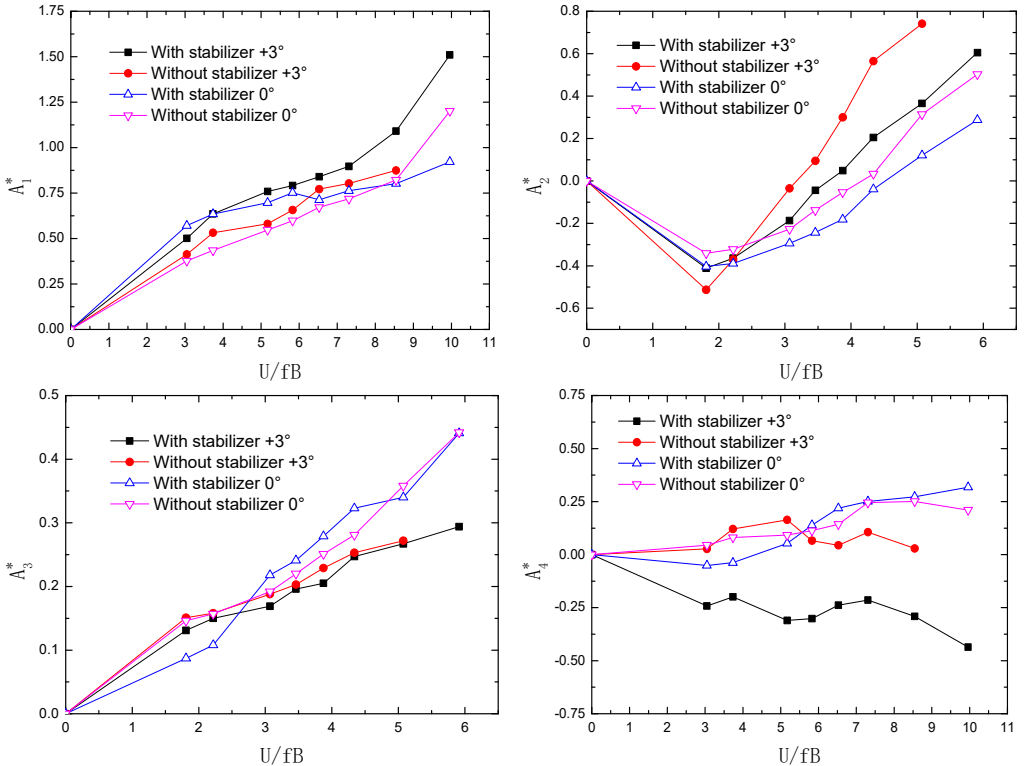 1.75
1.50
1.25
1.00
0.75
0.50
0.25
0.00
A₁*
With stabilizer +3°
Without stabilizer +3°
With stabilizer 0°
Without stabilizer 0°
0 1 2 3 4 5 6 7 8 9 10 11
U/fB
0.8
0.6
0.4
0.2
0.0
-0.2
-0.4
-0.6
A₂*
With stabilizer +3°
Without stabilizer +3°
With stabilizer 0°
Without stabilizer 0°
0 1 2 3 4 5 6
U/fB
0.5
0.4
0.3
0.2
0.1
0.0
A₃*
With stabilizer +3°
Without stabilizer +3°
With stabilizer 0°
Without stabilizer 0°
0 1 2 3 4 5 6
U/fB
0.75
0.50
0.25
0.00
-0.25
-0.50
-0.75
A₄*
With stabilizer +3°
Without stabilizer +3°
With stabilizer 0°
Without stabilizer 0°
0 1 2 3 4 5 6 7 8 9 10 11
U/fB